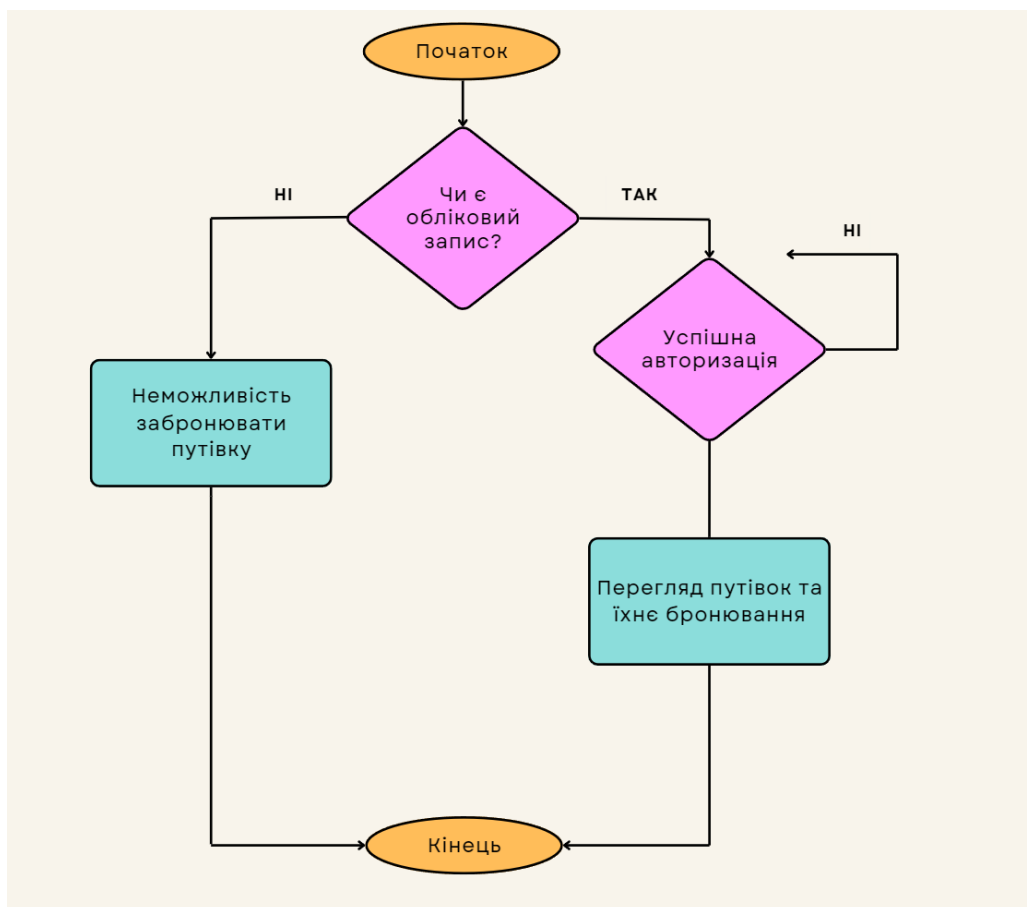 Початок
Чи є
обліковий
запис?
НІ
ТАК
НІ
Успішна
авторизація
Неможливість
забронювати
путівку
Перегляд путівок та
їхнє бронювання
Кінець